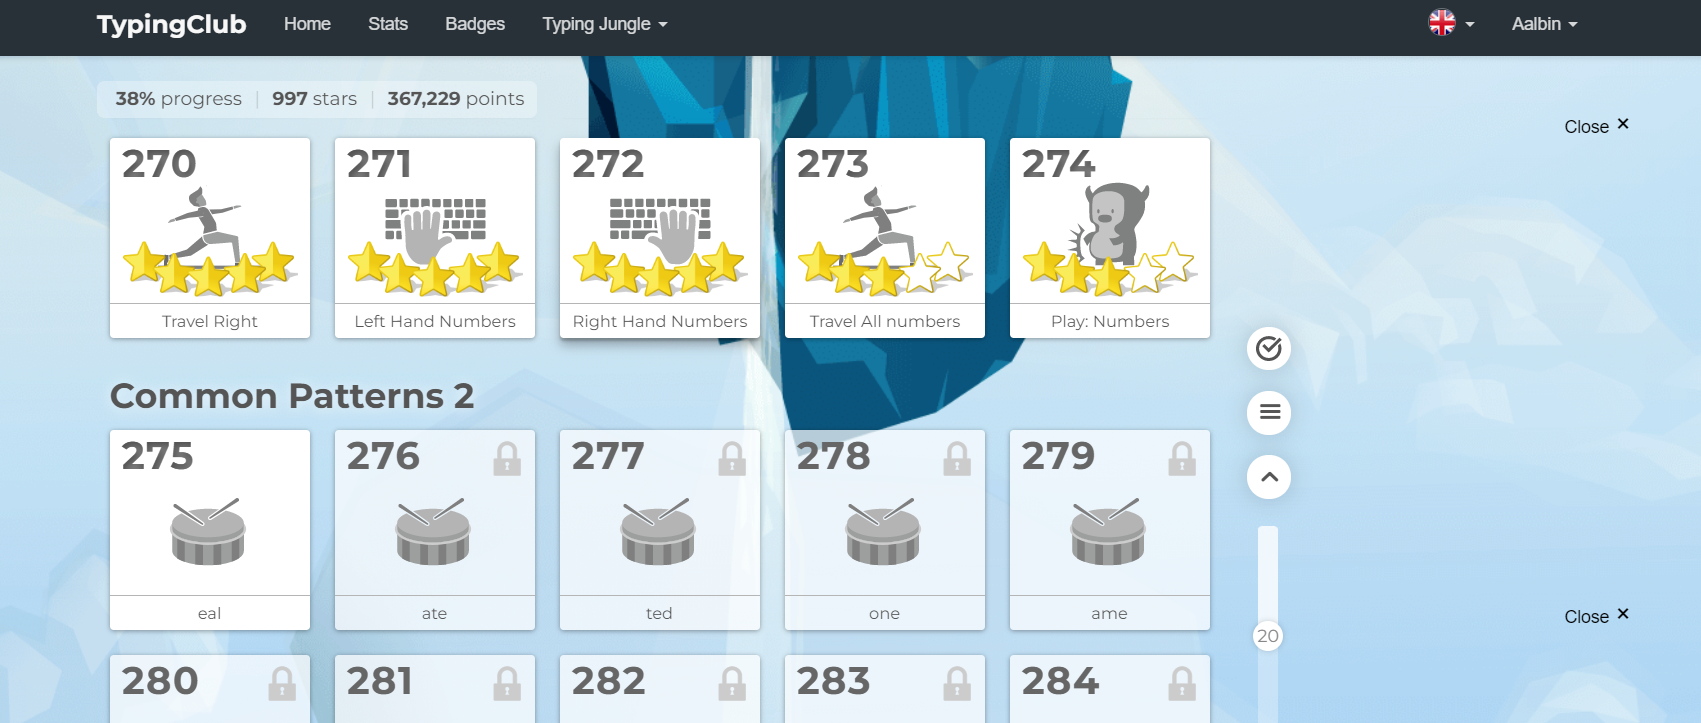 TypingClub Home Stats Badges Typing Jungle Aalbin
38% progress 997 stars 367,229 points
Close ×
270 271 272 273 274
Travel Right Left Hand Numbers Right Hand Numbers Travel All numbers Play: Numbers
Common Patterns 2
275 276 277 278 279
eal ate ted one ame
Close ×
20
280 281 282 283 284